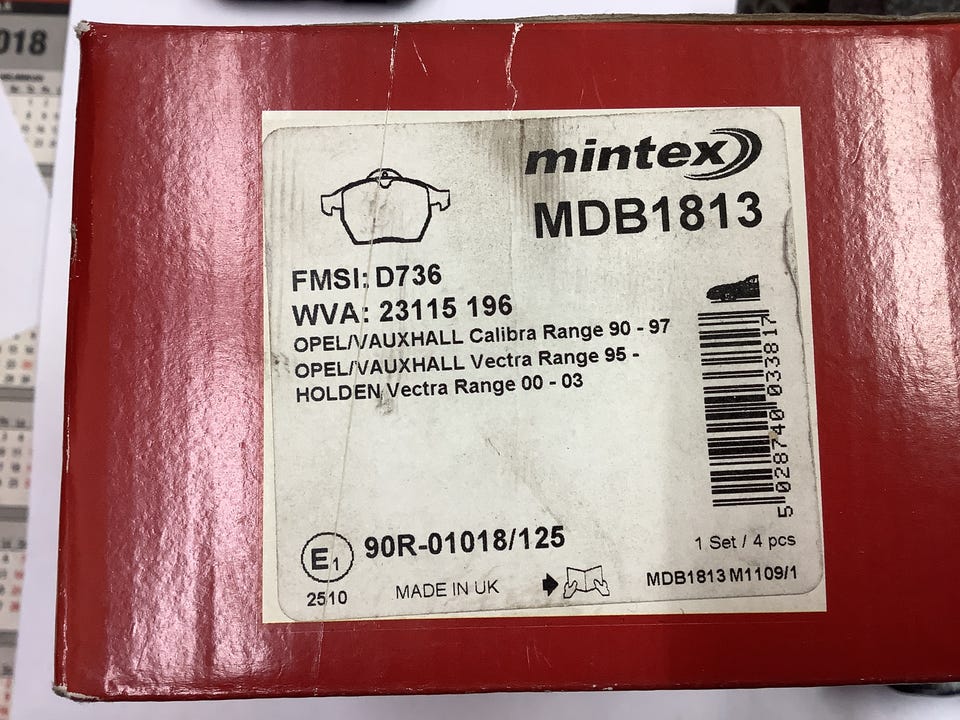 018
mintex
MDB1813
FMSI: D736
WVA: 23115 196
OPEL/VAUXHALL Calibra Range 90 - 97
OPEL/VAUXHALL Vectra Range 95 -
HOLDEN Vectra Range 00 - 03
5 028740 033817
E1 90R-01018/125
1 Set / 4 pcs
2510 MADE IN UK MDB1813 M1109/1